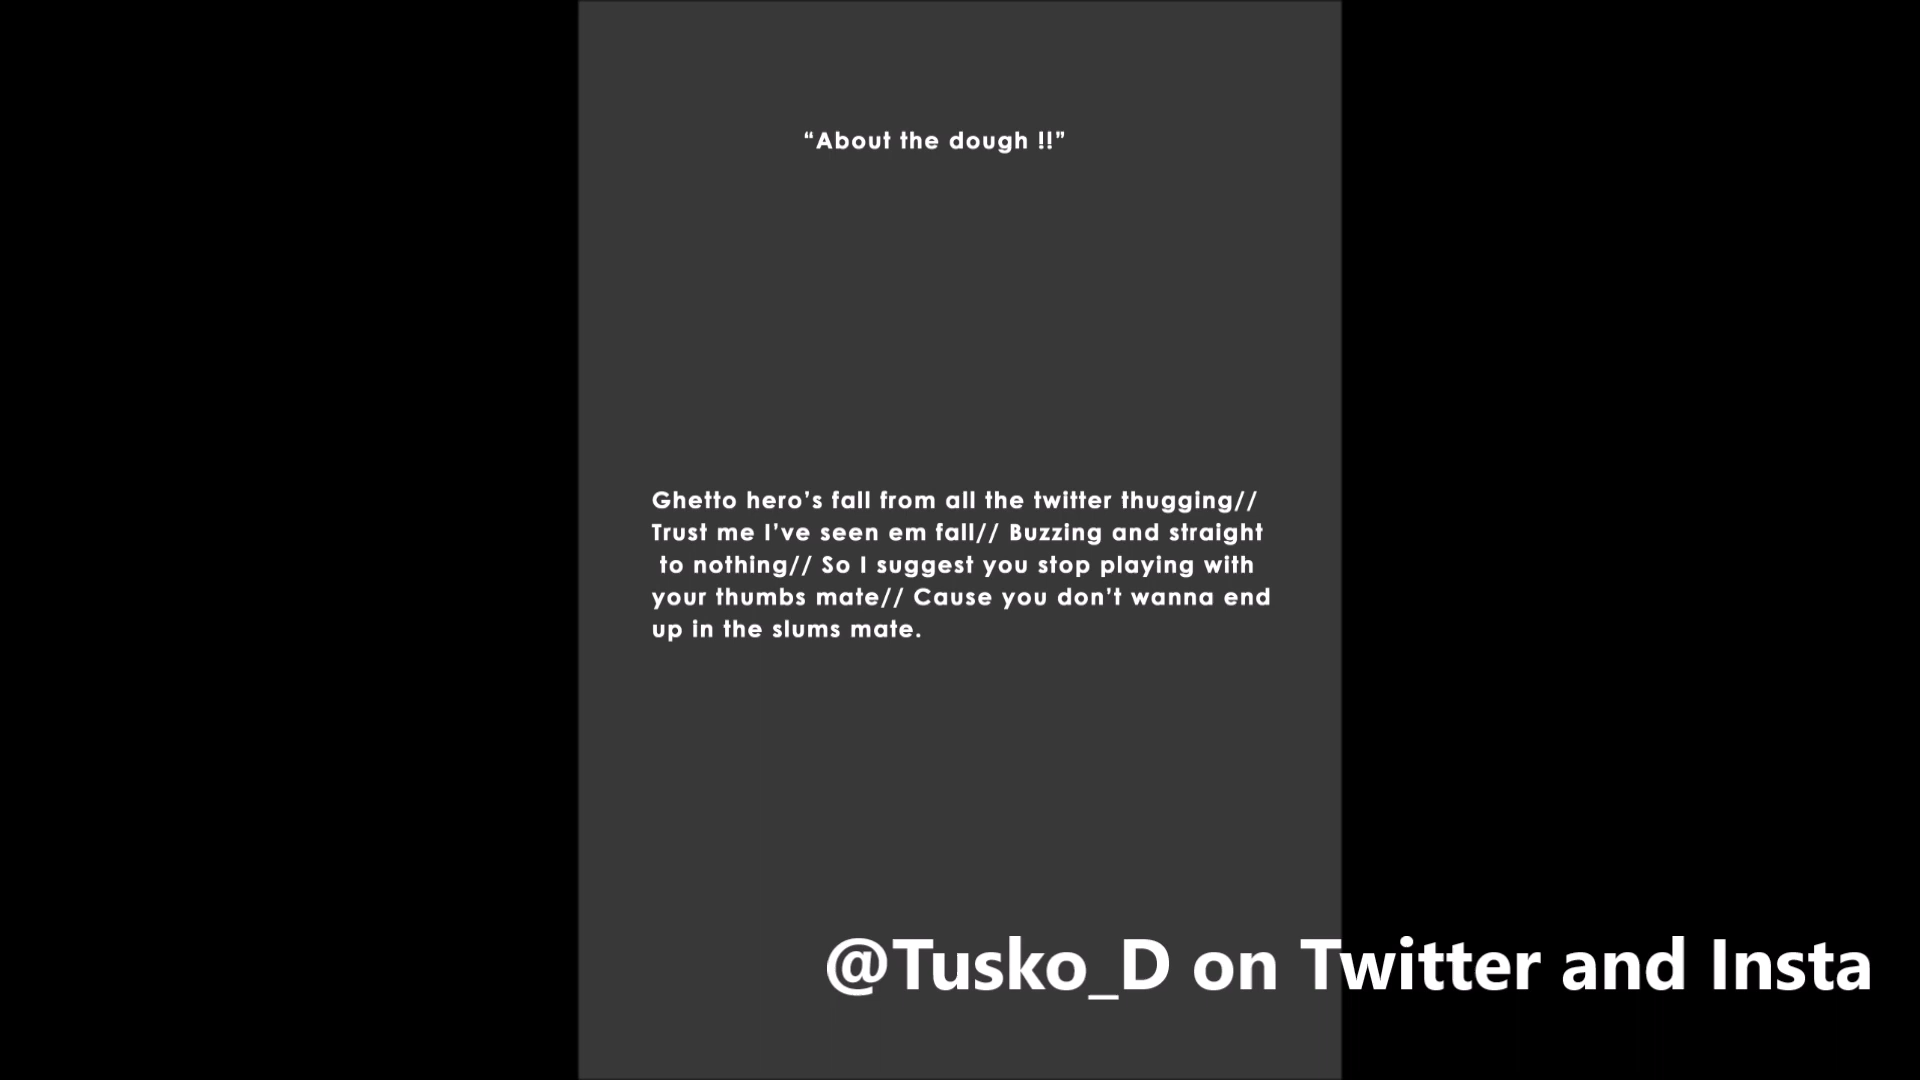 “About the dough !!”
Ghetto hero’s fall from all the twitter thugging//
Trust me I’ve seen em fall// Buzzing and straight
to nothing// So I suggest you stop playing with
your thumbs mate// Cause you don’t wanna end
up in the slums mate.
@Tusko_D on Twitter and Insta